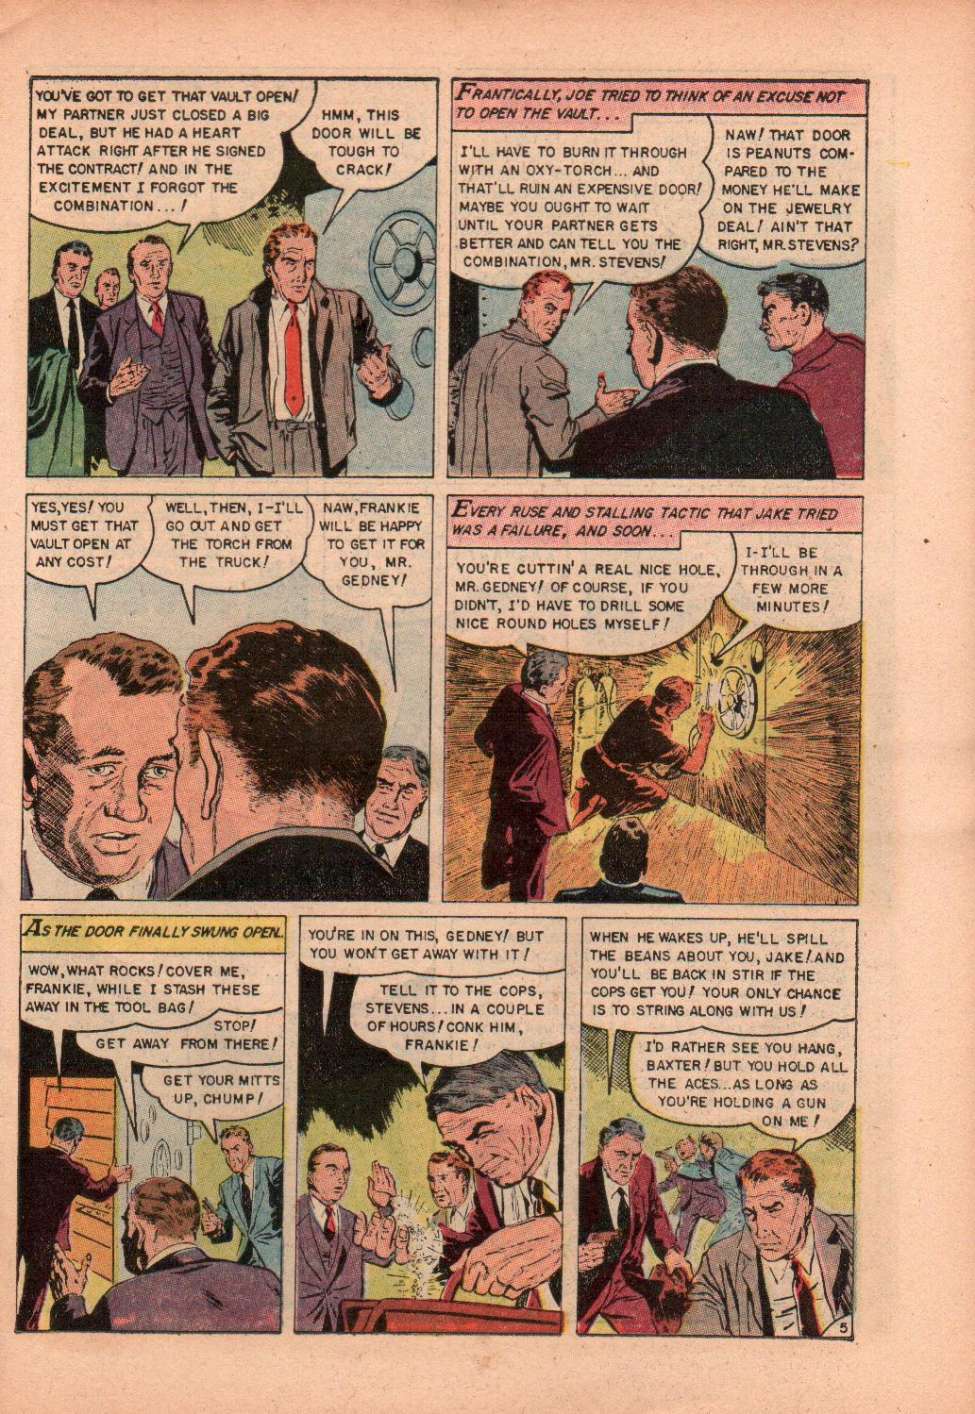 YOU'VE GOT TO GET THAT VAULT OPEN!
MY PARTNER JUST CLOSED A BIG
DEAL, BUT HE HAD A HEART
ATTACK RIGHT AFTER HE SIGNED
THE CONTRACT! AND IN THE
EXCITEMENT I FORGOT THE
COMBINATION...!
HMM, THIS
DOOR WILL BE
TOUGH TO
CRACK!
FRANTICALLY, JOE TRIED TO THINK OF AN EXCUSE NOT
TO OPEN THE VAULT...
I'LL HAVE TO BURN IT THROUGH
WITH AN OXY-TORCH... AND
THAT'LL RUIN AN EXPENSIVE DOOR!
MAYBE YOU OUGHT TO WAIT
UNTIL YOUR PARTNER GETS
BETTER AND CAN TELL YOU THE
COMBINATION, MR. STEVENS!
NAW! THAT DOOR
IS PEANUTS COM-
PARED TO THE
MONEY HE'LL MAKE
ON THE JEWELRY
DEAL! AIN'T THAT
RIGHT, MR. STEVENS?
YES, YES! YOU
MUST GET THAT
VAULT OPEN AT
ANY COST!
WELL, THEN, I-I'LL
GO OUT AND GET
THE TORCH FROM
THE TRUCK!
NAW, FRANKIE
WILL BE HAPPY
TO GET IT FOR
YOU, MR.
GEDNEY!
EVERY RUSE AND STALLING TACTIC THAT JAKE TRIED
WAS A FAILURE, AND SOON...
YOU'RE CUTTIN' A REAL NICE HOLE,
MR. GEDNEY! OF COURSE, IF YOU
DIDN'T, I'D HAVE TO DRILL SOME
NICE ROUND HOLES MYSELF!
I-I'LL BE
THROUGH IN A
FEW MORE
MINUTES!
AS THE DOOR FINALLY SWUNG OPEN..
WOW, WHAT ROCKS! COVER ME,
FRANKIE, WHILE I STASH THESE
AWAY IN THE TOOL BAG!
STOP!
GET AWAY FROM THERE!
GET YOUR MITTS
UP, CHUMP!
YOU'RE IN ON THIS, GEDNEY! BUT
YOU WON'T GET AWAY WITH IT!
TELL IT TO THE COPS,
STEVENS... IN A COUPLE
OF HOURS! CONK HIM,
FRANKIE!
WHEN HE WAKES UP, HE'LL SPILL
THE BEANS ABOUT YOU, JAKE! AND
YOU'LL BE BACK IN STIR IF THE
COPS GET YOU! YOUR ONLY CHANCE
IS TO STRING ALONG WITH US!
I'D RATHER SEE YOU HANG,
BAXTER! BUT YOU HOLD ALL
THE ACES...AS LONG AS
YOU'RE HOLDING A GUN
ON ME!
5